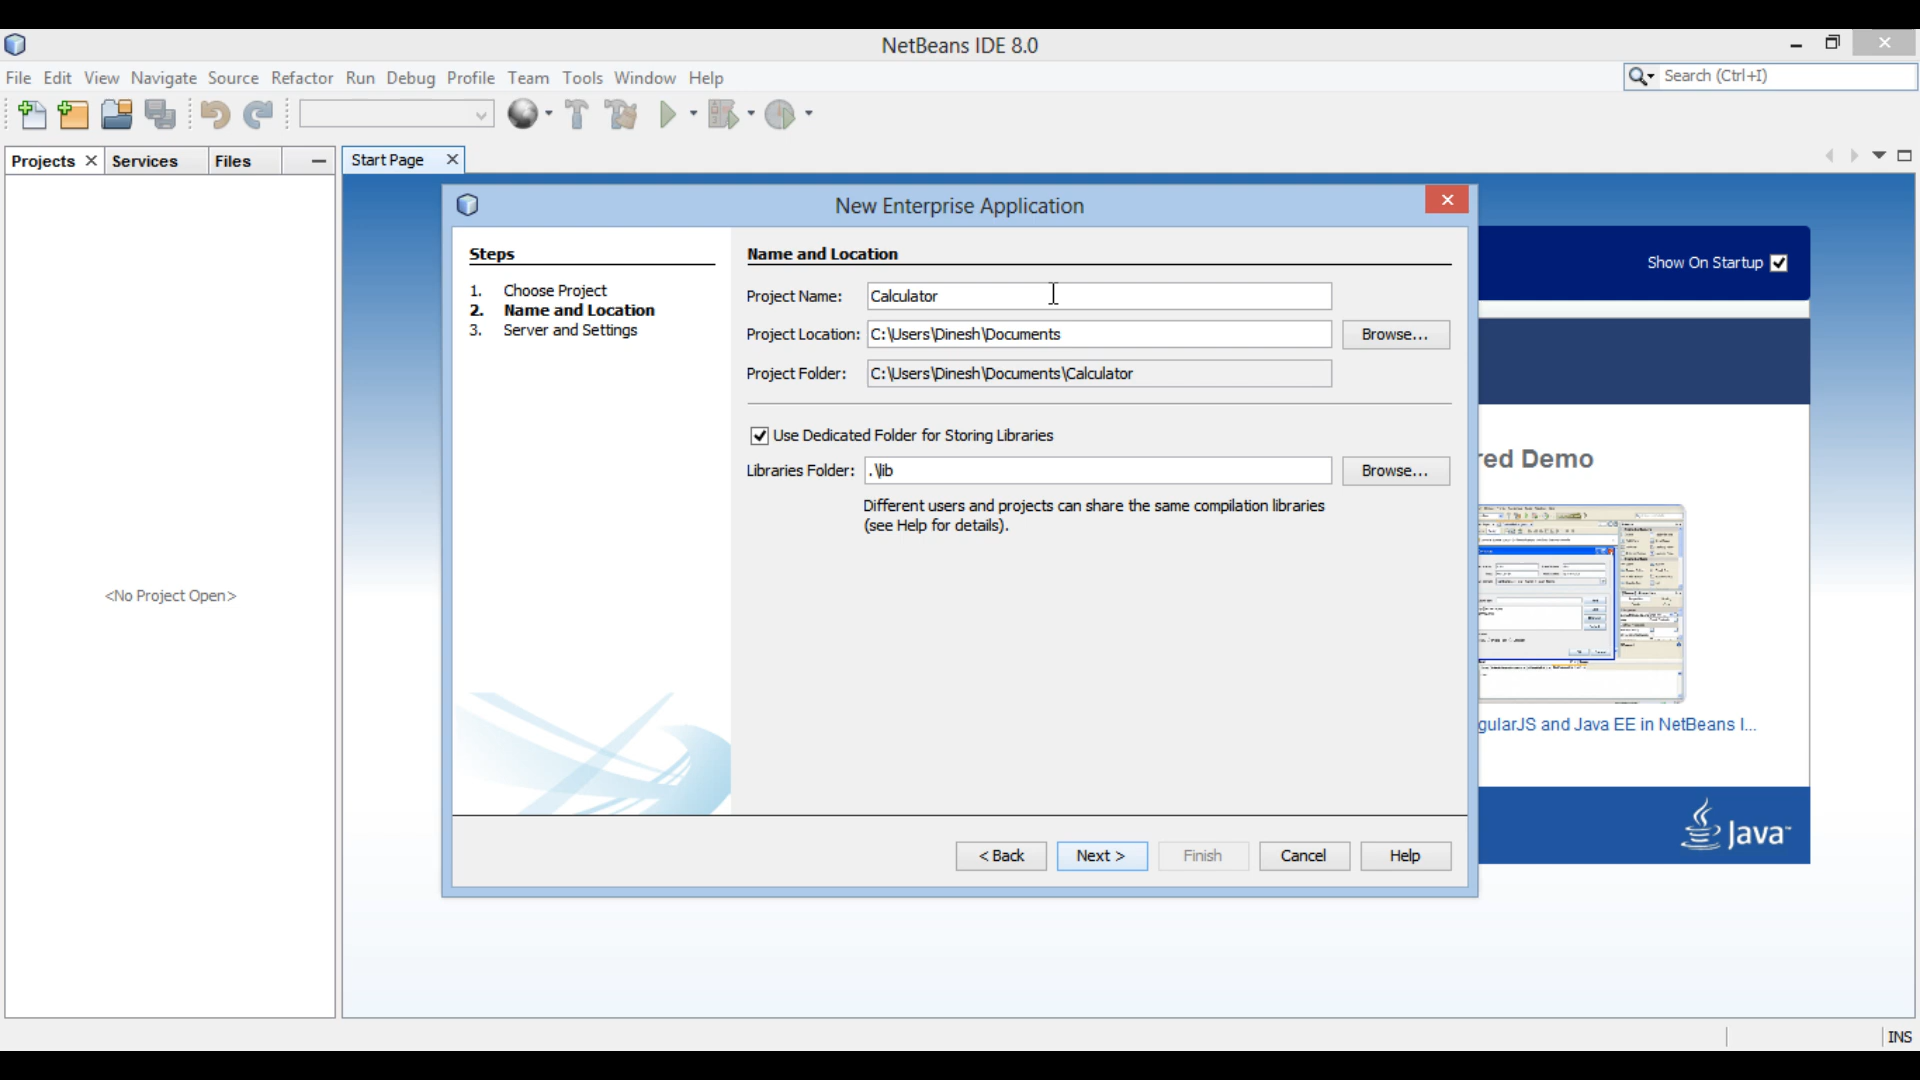 NetBeans IDE 8.0
File Edit View Navigate Source Refactor Run Debug Profile Team Tools Window Help
Search (Ctrl+I)
Projects Services Files
Start Page
New Enterprise Application
Show On Startup
Steps
1. Choose Project
2. Name and Location
3. Server and Settings
Name and Location
Project Name: Calculator
Project Location: C:\Users\Dinesh\Documents Browse...
Project Folder: C:\Users\Dinesh\Documents\Calculator
Use Dedicated Folder for Storing Libraries
Libraries Folder: .\lib Browse...
Different users and projects can share the same compilation libraries
(see Help for details).
<No Project Open>
red Demo
gularJS and Java EE in NetBeans I...
Java™
< Back Next > Finish Cancel Help
INS